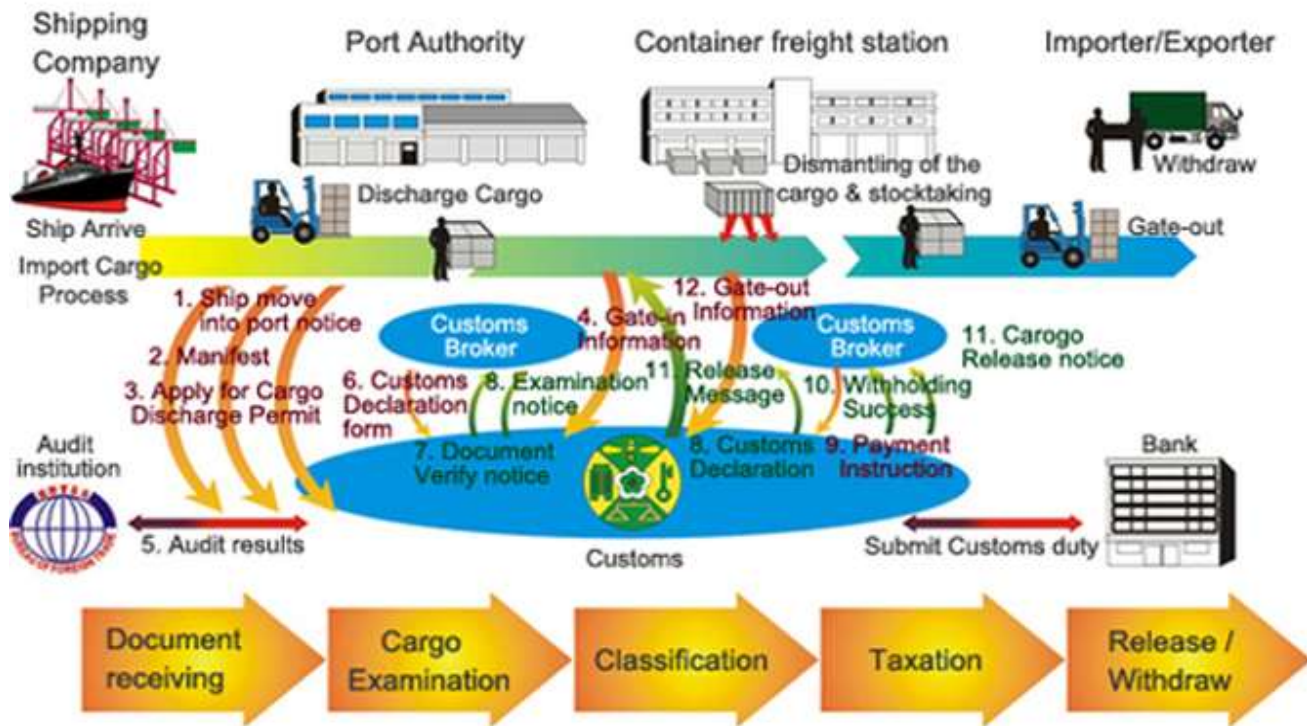 Shipping
Company
Port Authority
Container freight station
Importer/Exporter
Ship Arrive
Discharge Cargo
Dismantling of the
cargo & stocktaking
Withdraw
Gate-out
Import Cargo
Process
1. Ship move
into port notice
2. Manifest
3. Apply for Cargo
Discharge Permit
Customs
Broker
4. Gate-in
Information
12. Gate-out
Information
Customs
Broker
11. Carogo
Release notice
6. Customs
Declaration
form
8. Examination
notice
11. Release
Message
10. Withholding
Success
7. Document
Verify notice
8. Customs
Declaration
9. Payment
Instruction
Audit
institution
BUREAU OF FOREIGN TRADE
5. Audit results
Customs
Submit Customs duty
Bank
Document
receiving
Cargo
Examination
Classification
Taxation
Release /
Withdraw